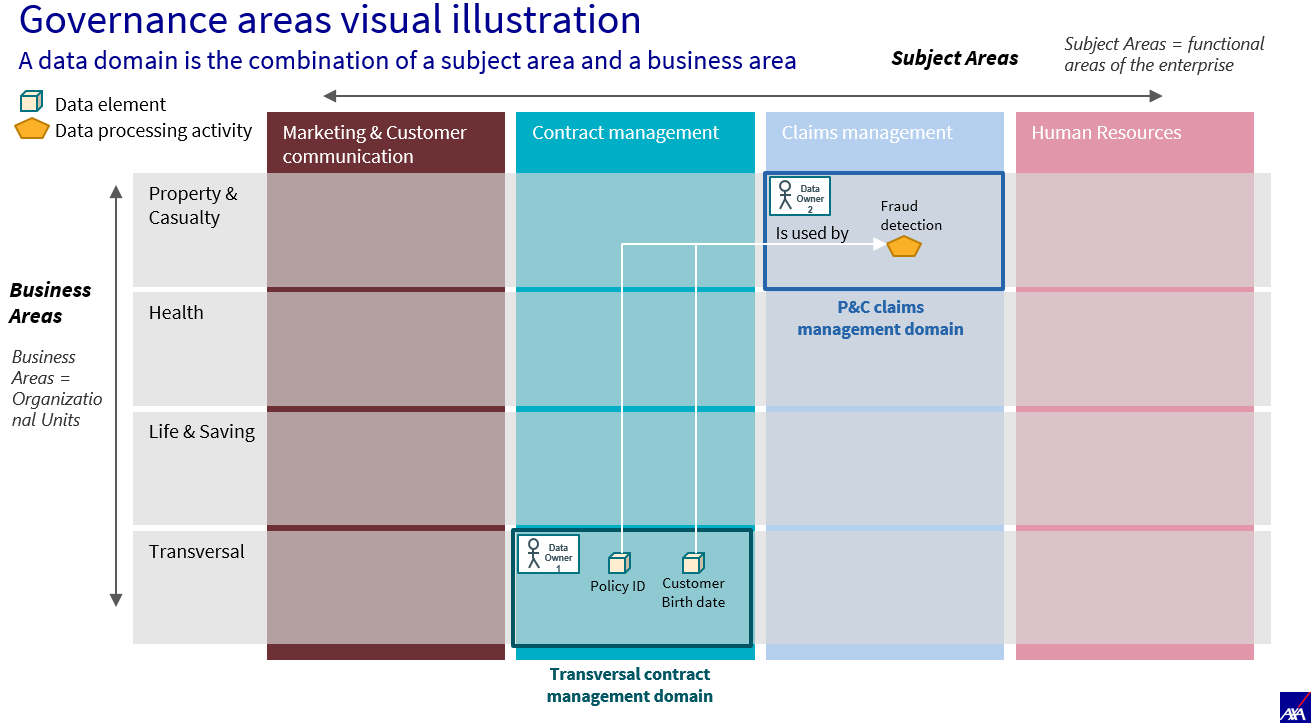 Governance areas visual illustration
A data domain is the combination of a subject area and a business area
Subject Areas
Subject Areas = functional
areas of the enterprise
Data element
Data processing activity
Marketing & Customer
communication
Contract management
Claims management
Human Resources
Business
Areas
Business
Areas =
Organizatio
nal Units
Property &
Casualty
Data
Owner
2
Fraud
detection
Is used by
P&C claims
management domain
Health
Life & Saving
Transversal
Data
Owner
1
Policy ID
Customer
Birth date
Transversal contract
management domain
AXA